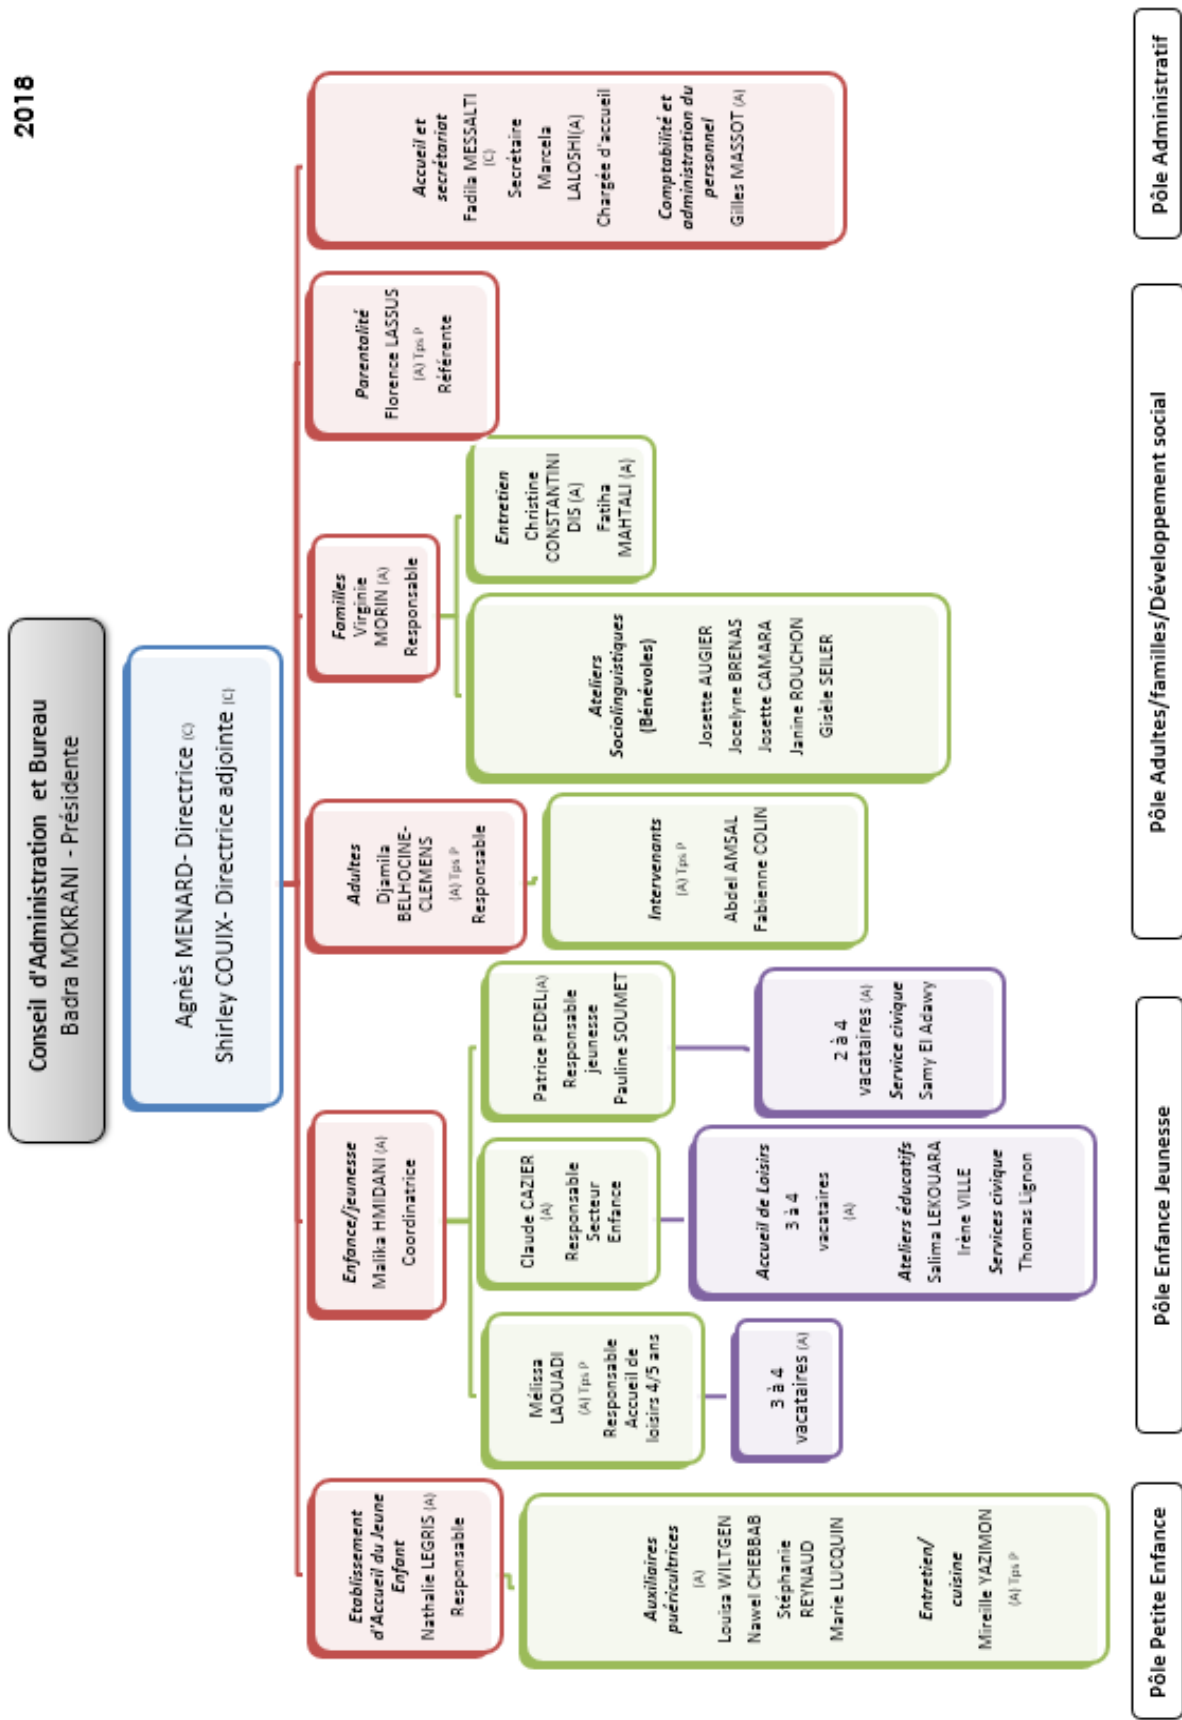 2018
Conseil d'Administration et Bureau
Badra MOKRANI - Présidente
Agnès MENARD- Directrice (C)
Shirley COUIX- Directrice adjointe (C)
Etablissement
d'Accueil du Jeune
Enfant
Nathalie LEGRIS (A)
Responsable
Auxiliaires
puéricultrices
(A)
Louisa WILTGEN
Nawel CHEBBAB
Stéphanie
REYNAUD
Marie LUCQUIN
Entretien/
cuisine
Mireille YAZIMON
(A) Tps P
Enfance/jeunesse
Malika HMIDANI (A)
Coordinatrice
Mélissa
LAOUADI
(A) Tps P
Responsable
Accueil de
loisirs 4/5 ans
3 à 4
vacataires (A)
Claude CAZIER
(A)
Responsable
Secteur
Enfance
Accueil de Loisirs
3 à 4
vacataires
(A)
Ateliers éducatifs
Salima LEKOUARA
Irène VILLE
Services civique
Thomas Lignon
Patrice PEDEL(A)
Responsable
jeunesse
Pauline SOUMET
2 à 4
vacataires (A)
Service civique
Samy El Adawy
Adultes
Djamila
BELHOCINE-
CLEMENS
(A) Tps P
Responsable
Intervenants
(A) Tps P
Abdel AMSAL
Fabienne COLIN
Familles
Virginie
MORIN (A)
Responsable
Ateliers
Sociolinguistiques
(Bénévoles)
Josette AUGIER
Jocelyne BRENAS
Josette CAMARA
Janine ROUCHON
Gisèle SEILER
Entretien
Christine
CONSTANTINI
DIS (A)
Fatiha
MAHTALI (A)
Parentalité
Florence LASSUS
(A) Tps P
Référente
Accueil et
secrétariat
Fadila MESSALTI
(C)
Secrétaire
Marcela
LALOSHI(A)
Chargée d'accueil
Comptabilité et
administration du
personnel
Gilles MASSOT (A)
Pôle Petite Enfance
Pôle Enfance Jeunesse
Pôle Adultes/familles/Développement social
Pôle Administratif